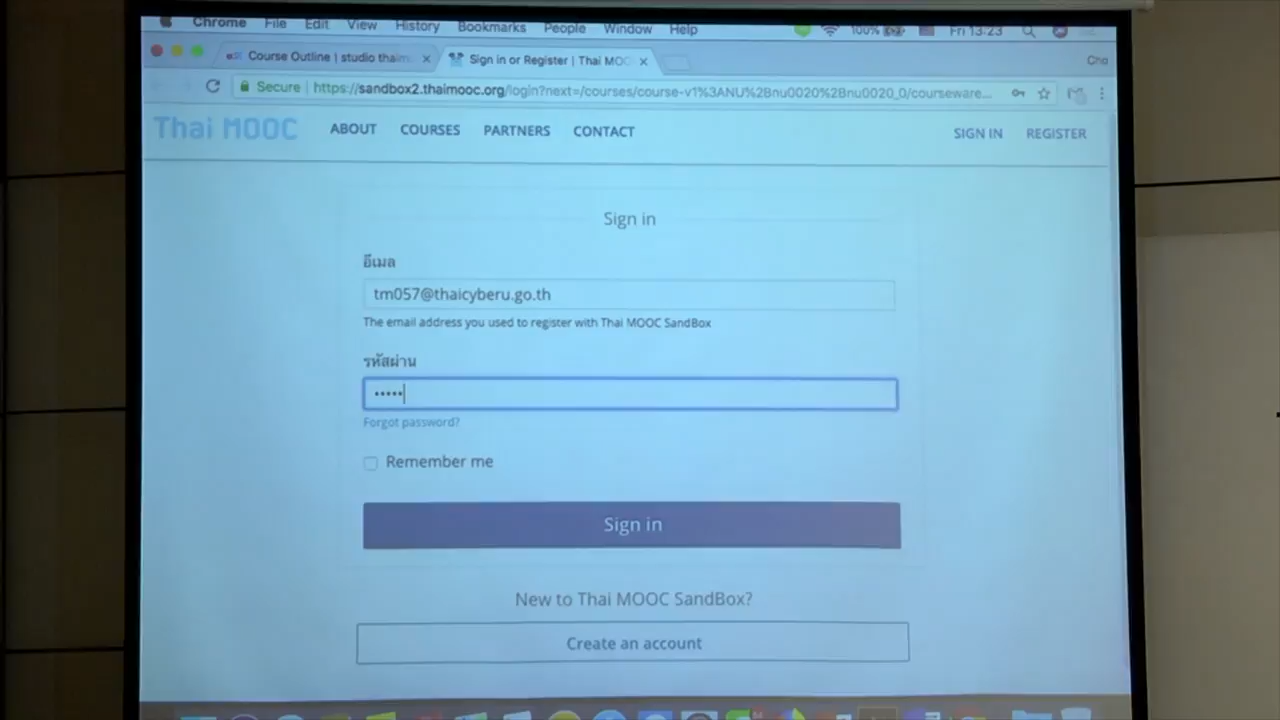 Chrome File Edit View History Bookmarks People Window Help 100% Fri 13:23
Course Outline | studio thaim Sign in or Register | Thai MOO
Secure https://sandbox2.thaimooc.org/login?next=/courses/course-v1%3ANU%2Bnu0020%2Bnu0020_0/courseware...
Thai MOOC ABOUT COURSES PARTNERS CONTACT SIGN IN REGISTER
Sign in
อีเมล
tm057@thaicyberu.go.th
The email address you used to register with Thai MOOC SandBox
รหัสผ่าน
•••••
Forgot password?
Remember me
Sign in
New to Thai MOOC SandBox?
Create an account